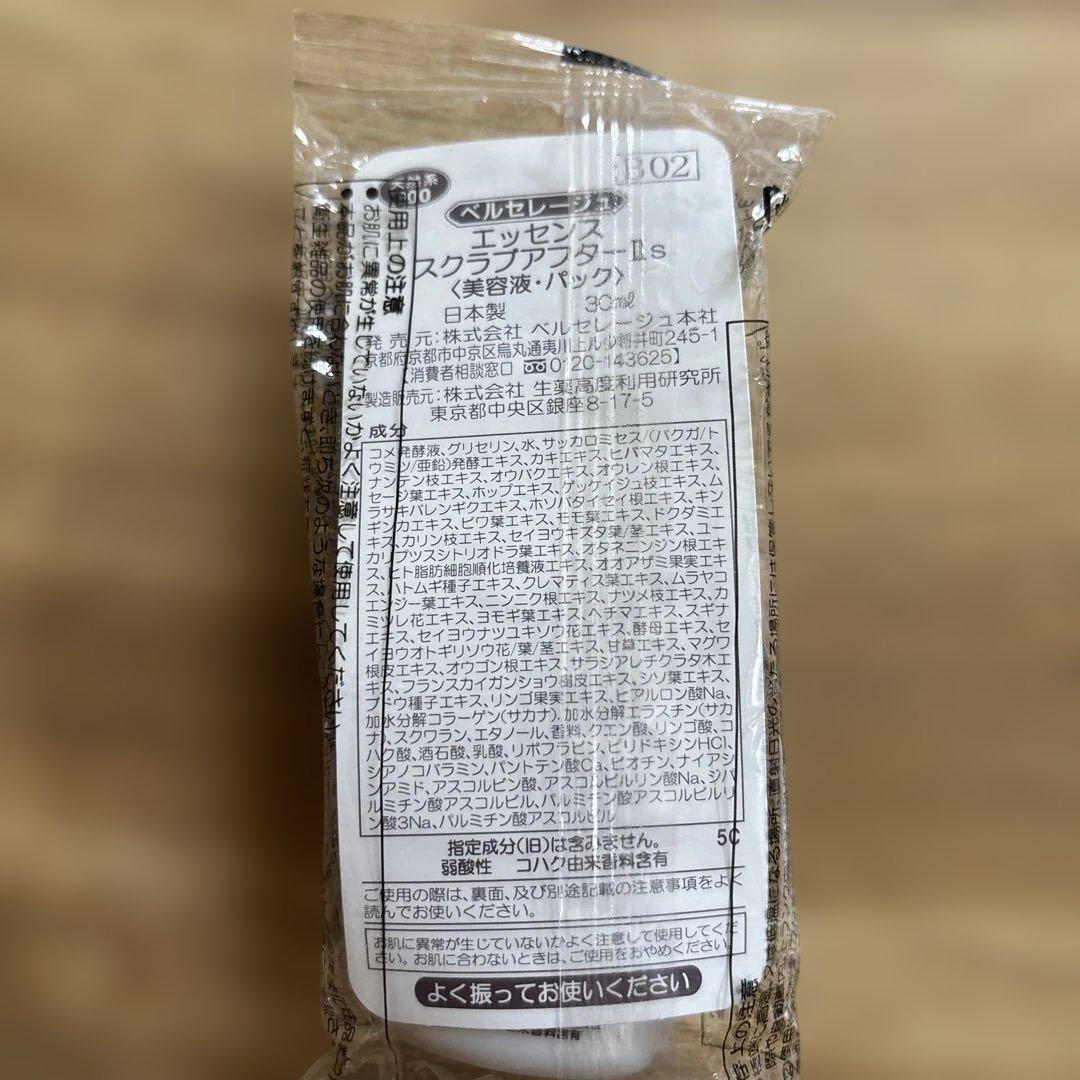 B02
天然系
100
ベルセレージュ
エッセンス
スクラブアフターⅡs
〈美容液・パック〉
日本製 30㎖
発売元:株式会社 ベルセレージュ本社
京都府京都市中京区烏丸通夷川上ル少将井町245-1
【消費者相談窓口 0120-143625】
製造販売元:株式会社 生薬高度利用研究所
東京都中央区銀座8-17-5
成分
コメ発酵液、グリセリン、水、サッカロミセス/(バクガ/ト
ウミツ/亜鉛)発酵エキス、カキエキス、ヒバマタエキス、
ナンテン枝エキス、オウバクエキス、オウレン根エキス、
セージ葉エキス、ホップエキス、ゲッケイジュ枝エキス、ム
ラサキバレンギクエキス、ホソバタイセイ根エキス、キン
ギンカエキス、ビワ葉エキス、モモ葉エキス、ドクダミエ
キス、カリン枝エキス、セイヨウキズタ葉/茎エキス、ユー
カリプツスシトリオドラ葉エキス、オタネニンジン根エキ
ス、ヒト脂肪細胞順化培養液エキス、オオアザミ果実エキ
ス、ハトムギ種子エキス、クレマティス葉エキス、ムラヤコ
エンジー葉エキス、ニンニク根エキス、ナツメ枝エキス、カ
ミツレ花エキス、ヨモギ葉エキス、ヘチマエキス、スギナ
エキス、セイヨウナツユキソウ花エキス、酵母エキス、セ
イヨウオトギリソウ花/葉/茎エキス、甘草エキス、マグワ
根皮エキス、オウゴン根エキス、サラシアレチクラタ木エ
キス、フランスカイガンショウ樹皮エキス、シソ葉エキス、
ブドウ種子エキス、リンゴ果実エキス、ヒアルロン酸Na、
加水分解コラーゲン(サカナ)、加水分解エラスチン(サカ
ナ)、スクワラン、エタノール、香料、クエン酸、リンゴ酸、コ
ハク酸、酒石酸、乳酸、リボフラビン、ピリドキシンHCl、
シアノコバラミン、パントテン酸Ca、ビオチン、ナイアシ
ンアミド、アスコルビン酸、アスコルビルリン酸Na、ジパ
ルミチン酸アスコルビル、パルミチン酸アスコルビルリ
ン酸3Na、パルミチン酸アスコルビル
5C
指定成分(旧)は含みません。
弱酸性 コハク由来香料含有
ご使用の際は、裏面、及び別途記載の注意事項をよく
読んでお使いください。
お肌に異常が生じていないかよく注意して使用してくだ
さい。お肌に合わないときは、ご使用をおやめください。
よく振ってお使いください
使用上の注意
●お肌に異常が生じていないかよく注意して使用してください。